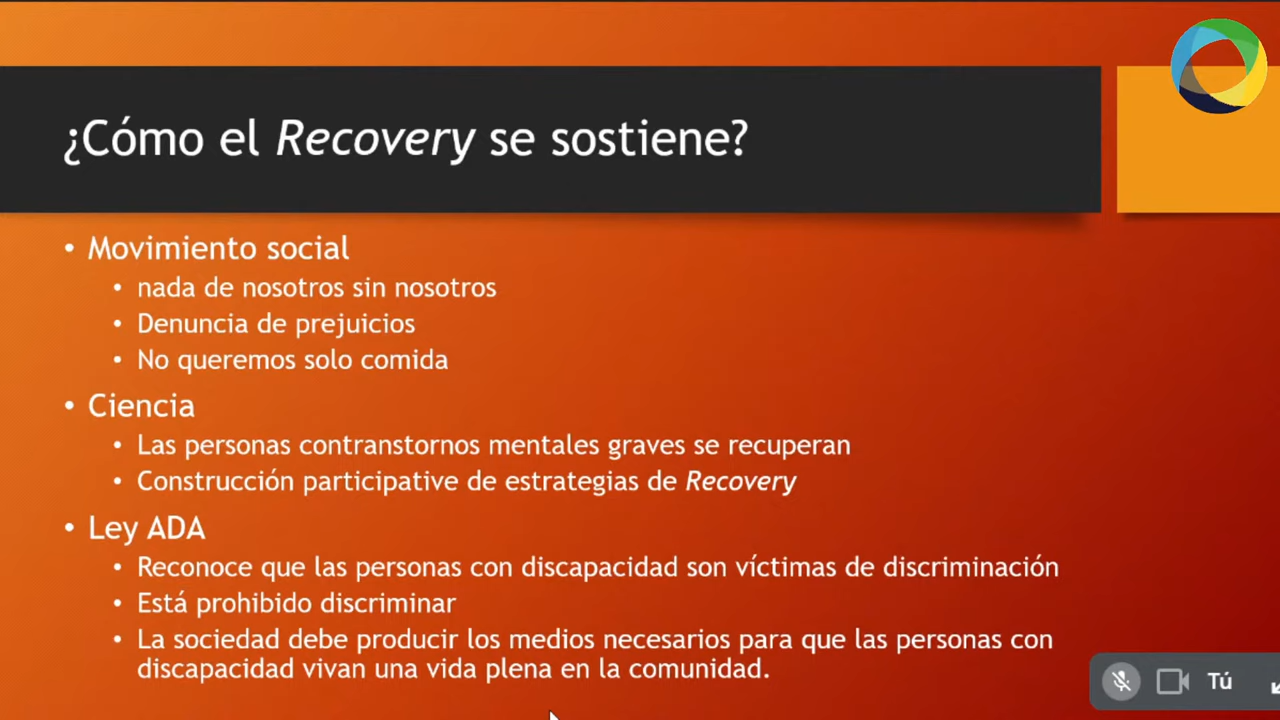 ¿Cómo el Recovery se sostiene?
• Movimiento social
• nada de nosotros sin nosotros
• Denuncia de prejuicios
• No queremos solo comida
• Ciencia
• Las personas contranstornos mentales graves se recuperan
• Construcción participative de estrategias de Recovery
• Ley ADA
• Reconoce que las personas con discapacidad son víctimas de discriminación
• Está prohibido discriminar
• La sociedad debe producir los medios necesarios para que las personas con
discapacidad vivan una vida plena en la comunidad.
Tú